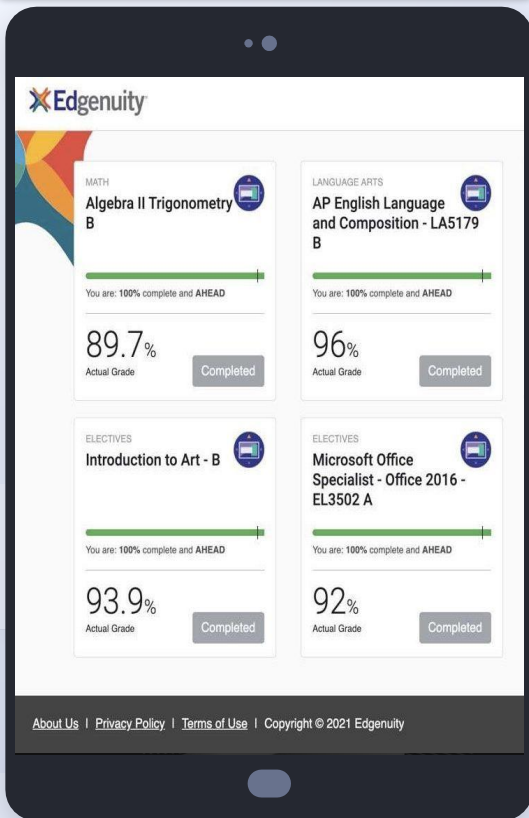 Edgenuity
MATH
Algebra II Trigonometry
B
You are: 100% complete and AHEAD
89.7%
Actual Grade
Completed
LANGUAGE ARTS
AP English Language
and Composition - LA5179
B
You are: 100% complete and AHEAD
96%
Actual Grade
Completed
ELECTIVES
Introduction to Art - B
You are: 100% complete and AHEAD
93.9%
Actual Grade
Completed
ELECTIVES
Microsoft Office
Specialist - Office 2016 -
EL3502 A
You are: 100% complete and AHEAD
92%
Actual Grade
Completed
About Us | Privacy Policy | Terms of Use | Copyright © 2021 Edgenuity